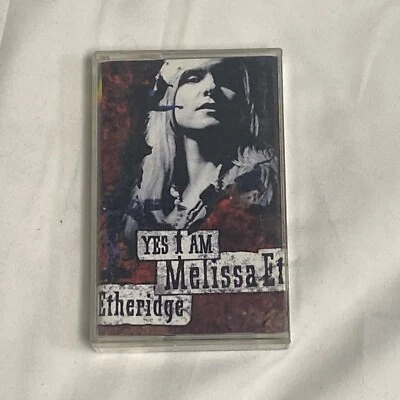 YES I AM
Melissa Et
Etheridge